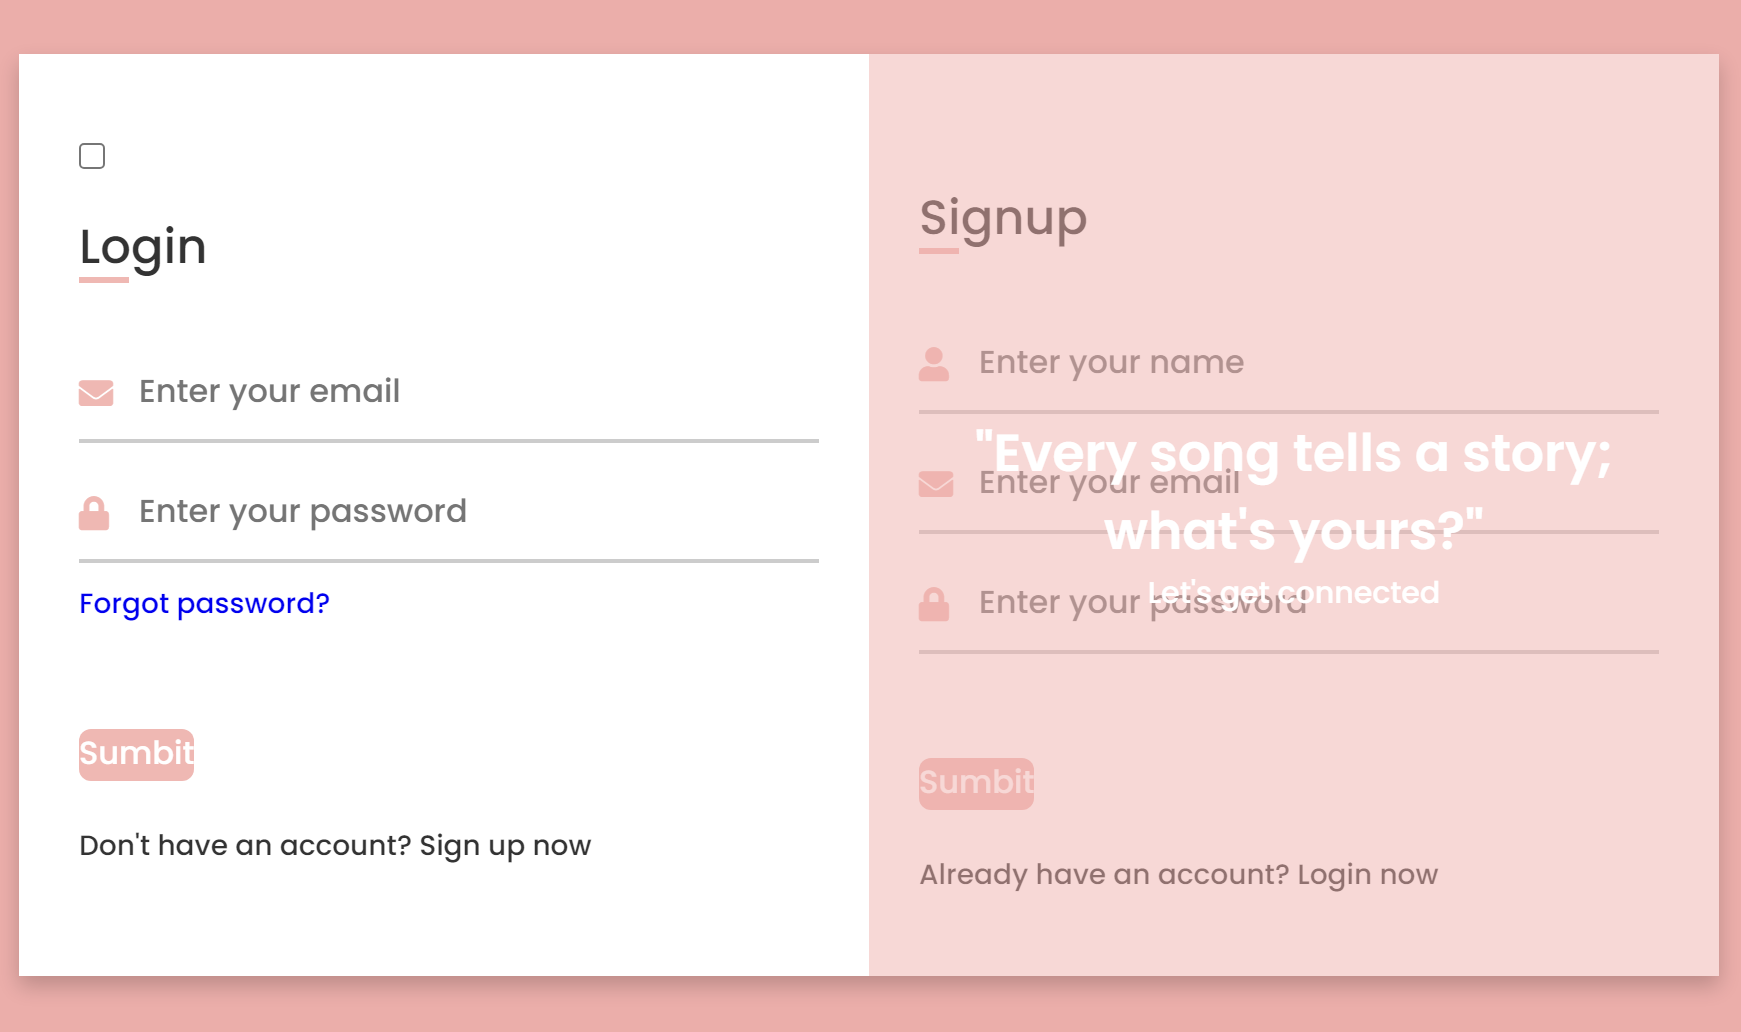 Login
Enter your email
Enter your password
Forgot password?
Sumbit
Don't have an account? Sign up now
Signup
Enter your name
"Every song tells a story;
Enter your email
what's yours?"
Let's get connected
Enter your password
Sumbit
Already have an account? Login now